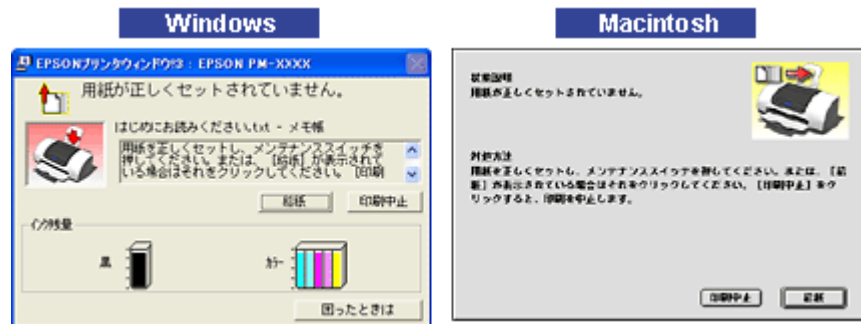 Windows
EPSONプリンタウィンドウ!3 : EPSON PM-XXXX
用紙が正しくセットされていません。
はじめにお読みください.txt - メモ帳
用紙を正しくセットし、メンテナンススイッチを
押してください。または、［給紙］が表示されて
いる場合はそれをクリックしてください。［印刷
給紙
印刷中止
インク残量
黒
カラー
困ったときは
Macintosh
状態説明
用紙が正しくセットされていません。
対処方法
用紙を正しくセットし、メンテナンススイッチを押してください。または、［給
紙］が表示されている場合はそれをクリックしてください。［印刷中止］をク
リックすると、印刷を中止します。
印刷中止
給紙